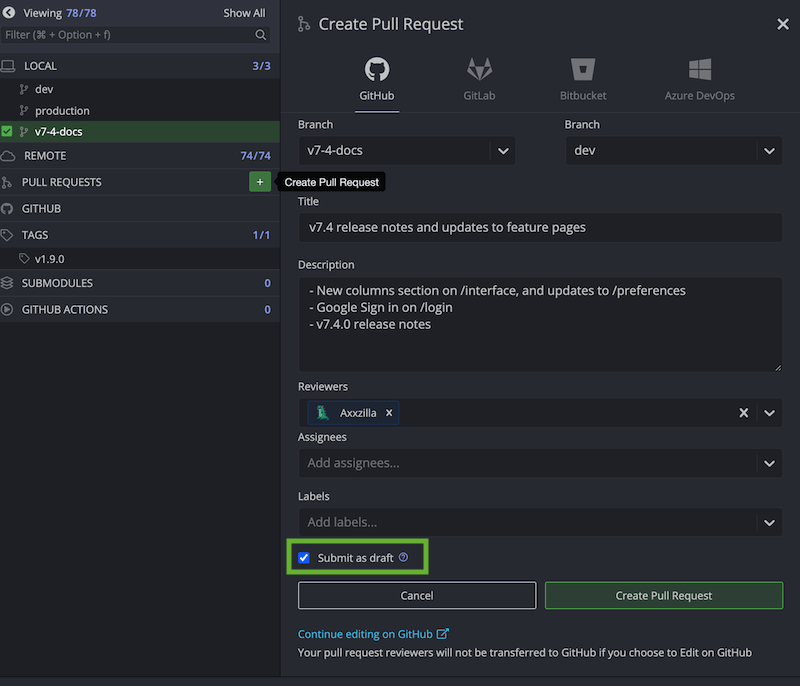 Viewing 78/78 Show All
Filter (⌘ + Option + f)
LOCAL 3/3
dev
production
v7-4-docs
REMOTE 74/74
PULL REQUESTS +
GITHUB
TAGS 1/1
v1.9.0
SUBMODULES 0
GITHUB ACTIONS 0
Create Pull Request
Create Pull Request
GitHub GitLab Bitbucket Azure DevOps
Branch Branch
v7-4-docs dev
Title
v7.4 release notes and updates to feature pages
Description
- New columns section on /interface, and updates to /preferences
- Google Sign in on /login
- v7.4.0 release notes
Reviewers
Axxzilla
Assignees
Add assignees...
Labels
Add labels...
Submit as draft ?
Cancel Create Pull Request
Continue editing on GitHub
Your pull request reviewers will not be transferred to GitHub if you choose to Edit on GitHub